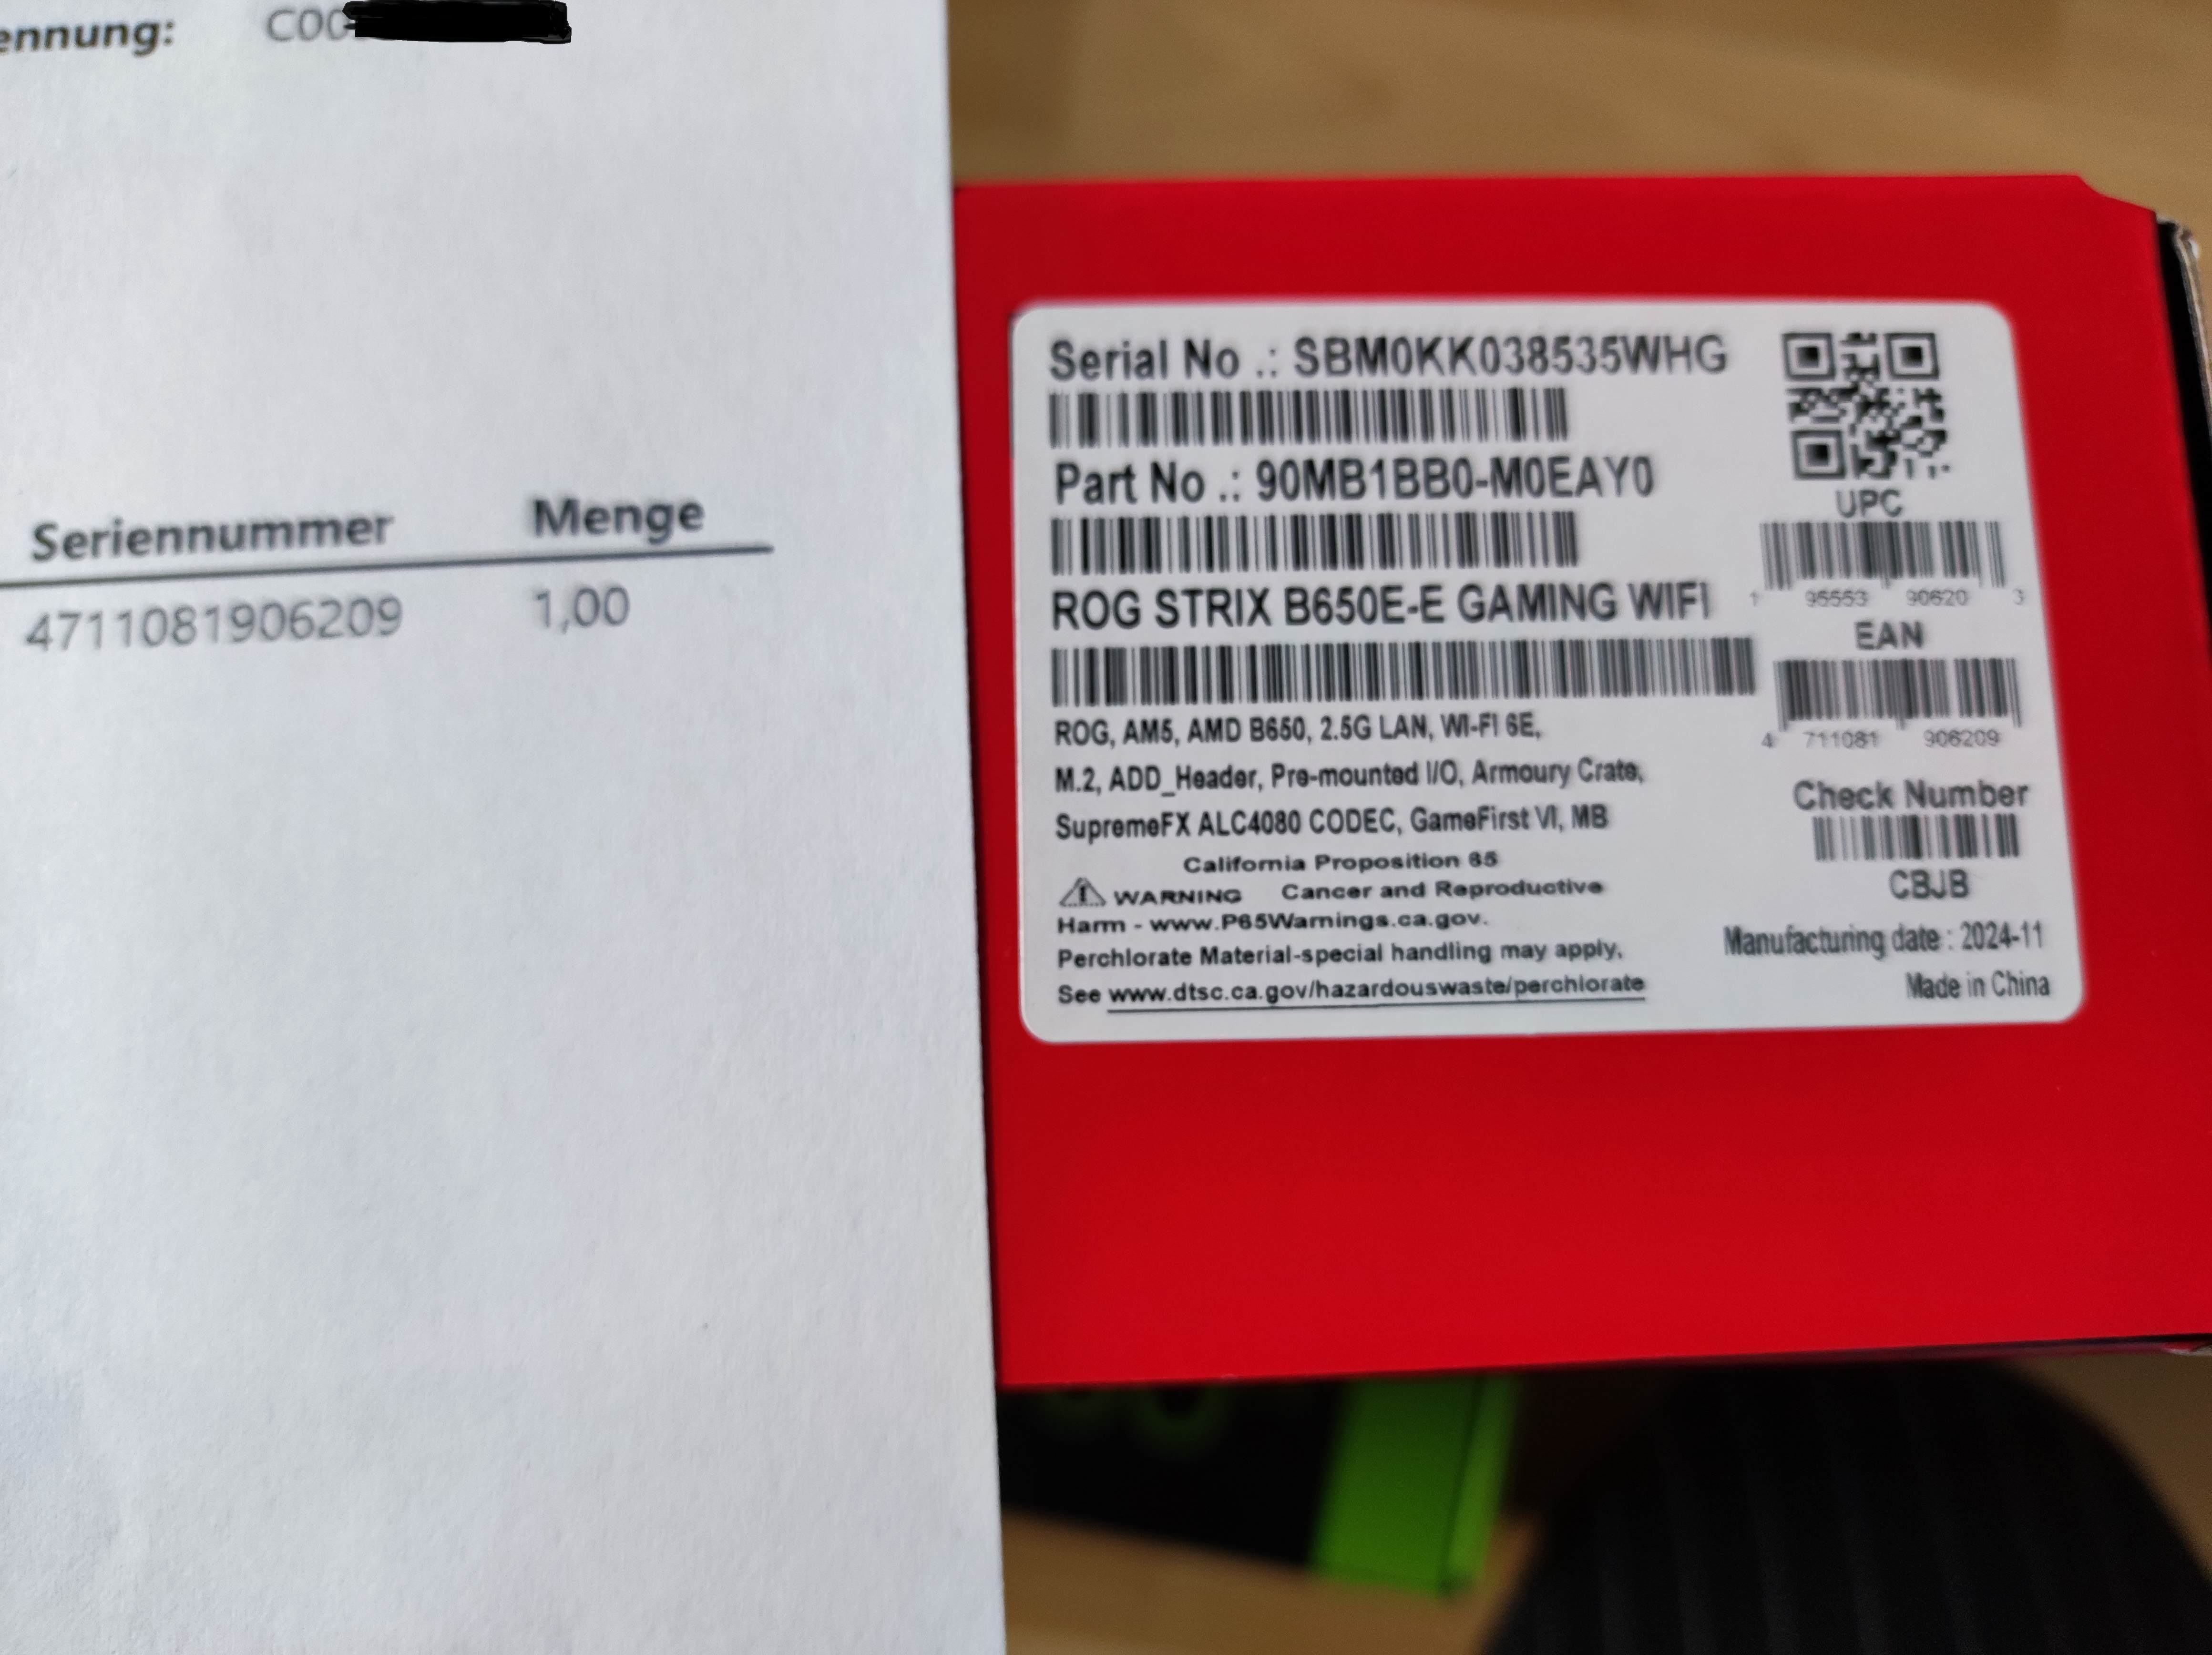 ennung: C00
Seriennummer Menge
4711081906209 1,00
Serial No .: SBM0KK038535WHG
Part No .: 90MB1BB0-M0EAY0
UPC
1 95553 90620 3
ROG STRIX B650E-E GAMING WIFI
EAN
4 711081 906209
ROG, AM5, AMD B650, 2.5G LAN, WI-FI 6E,
M.2, ADD_Header, Pre-mounted I/O, Armoury Crate,
SupremeFX ALC4080 CODEC, GameFirst VI, MB
Check Number
CBJB
California Proposition 65
WARNING Cancer and Reproductive
Harm - www.P65Warnings.ca.gov.
Perchlorate Material-special handling may apply,
See www.dtsc.ca.gov/hazardouswaste/perchlorate
Manufacturing date : 2024-11
Made in China